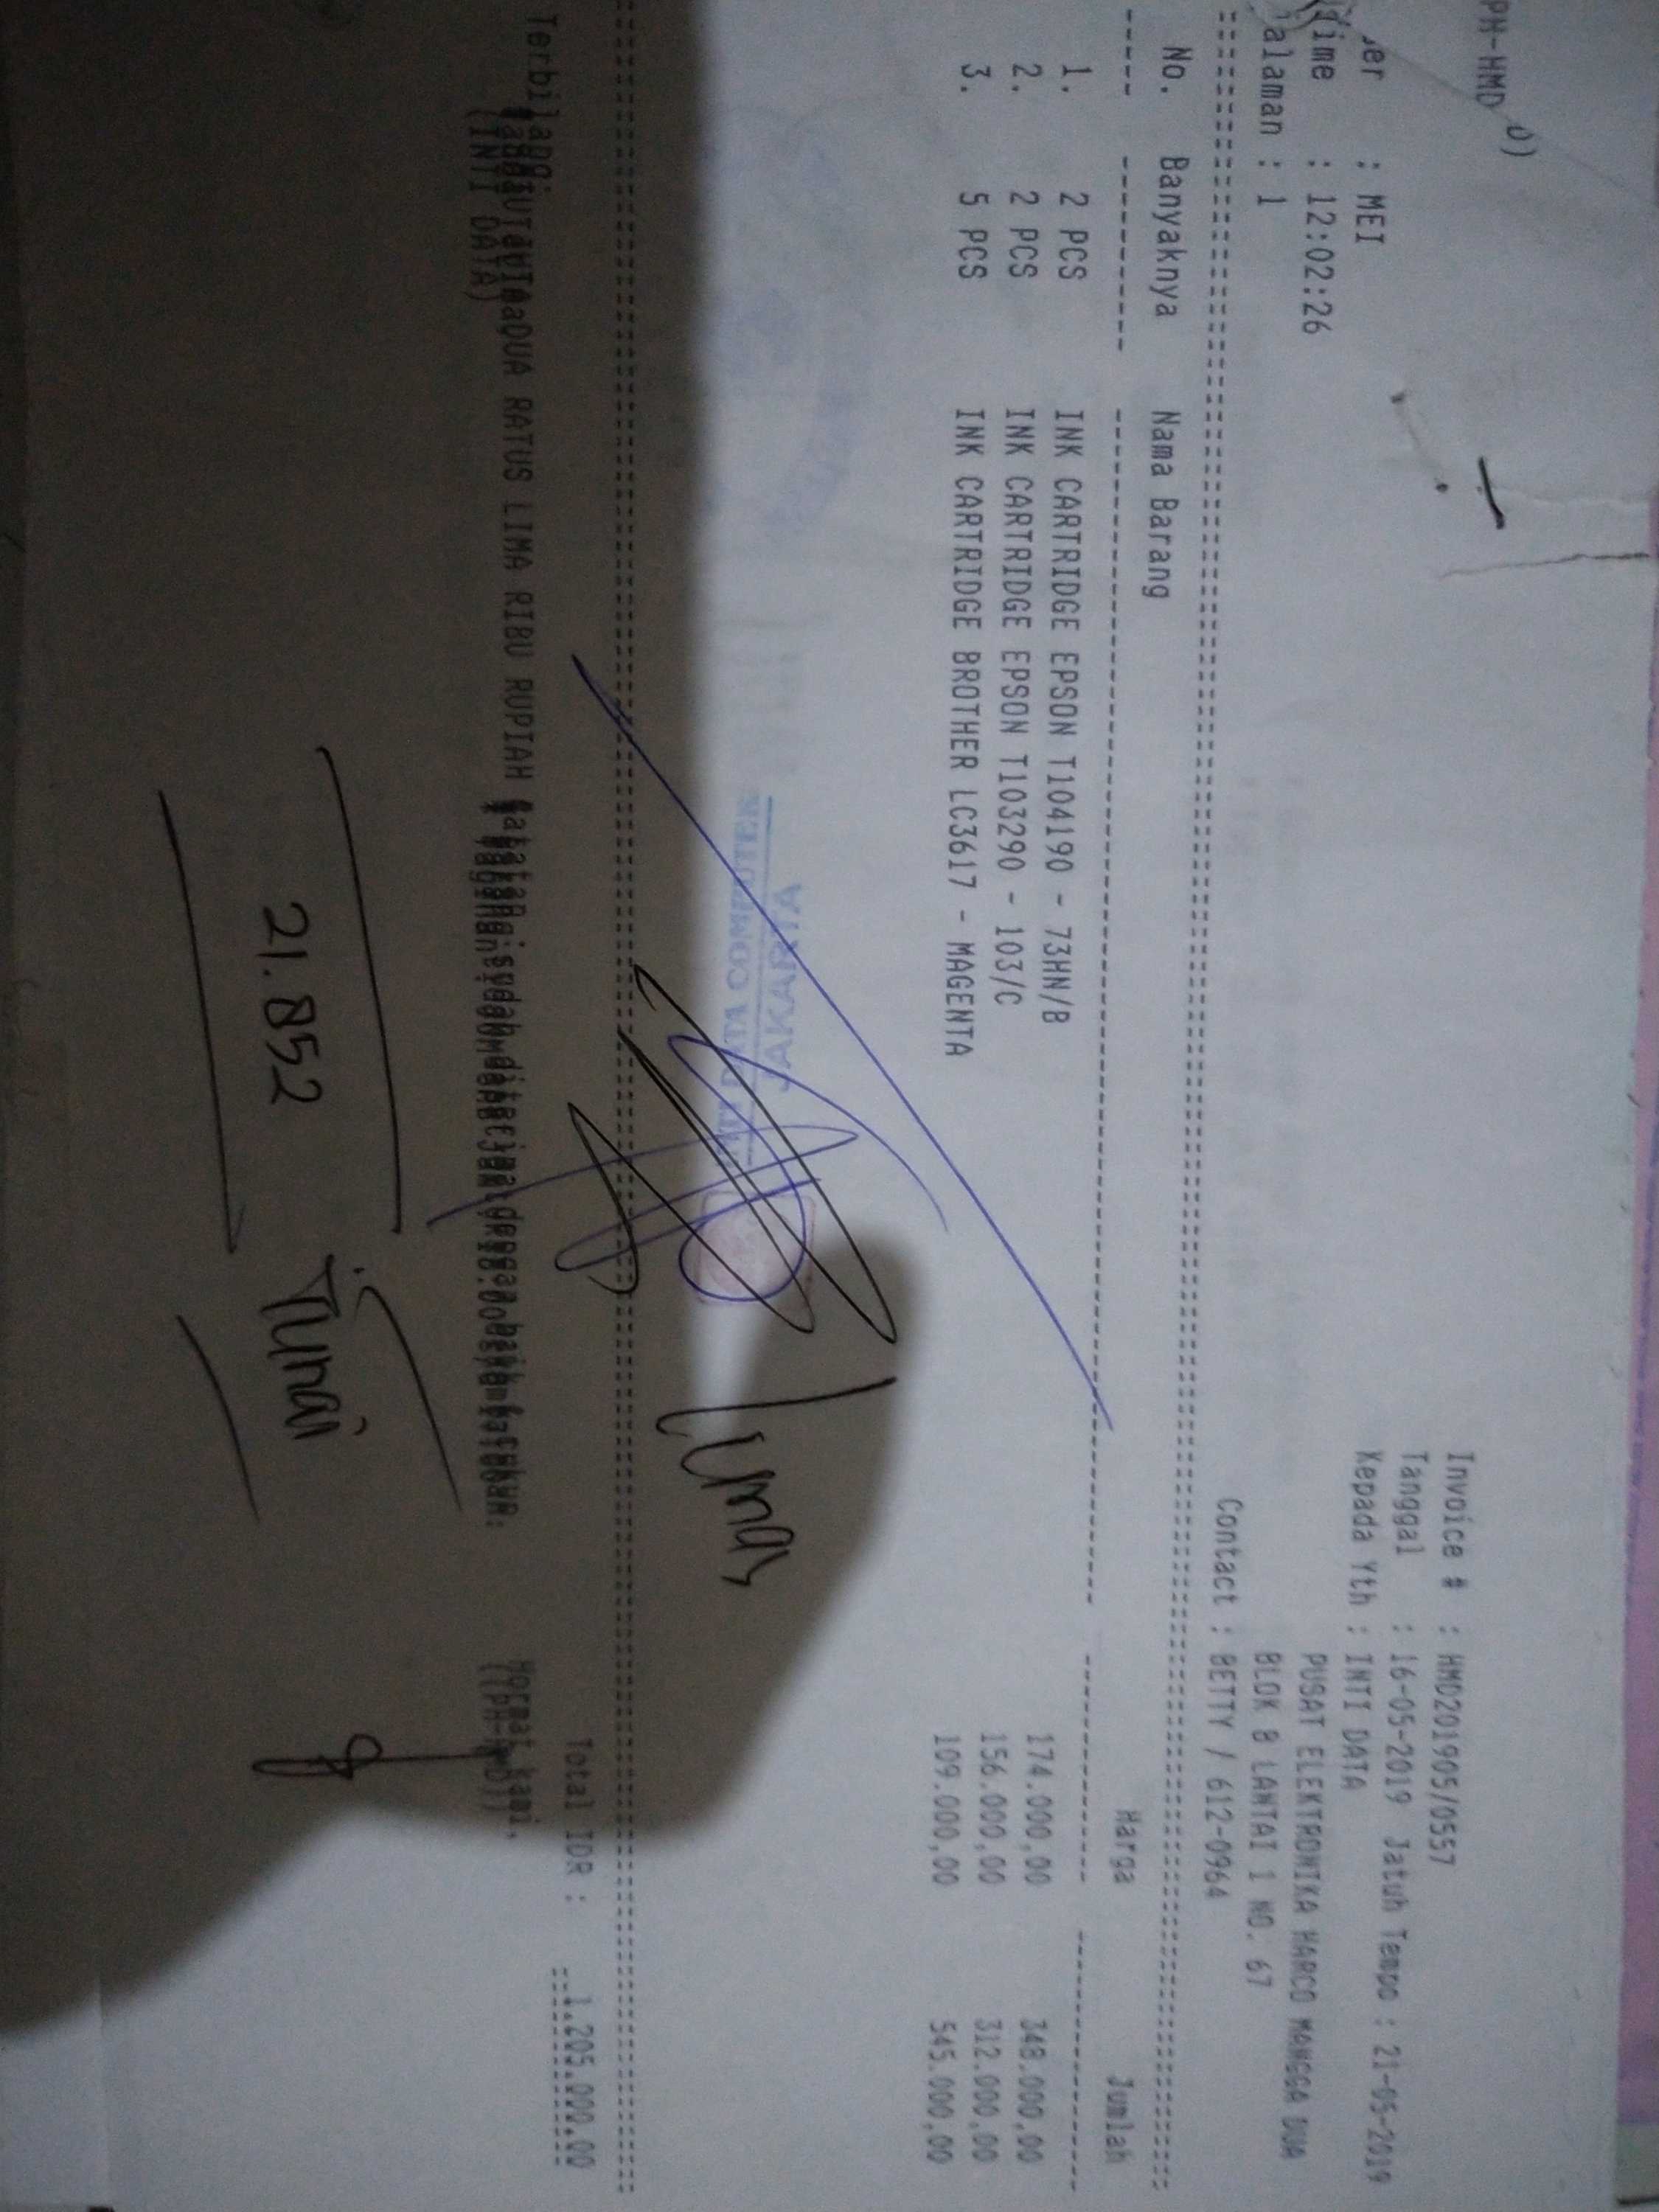 PM-HMD
Invoice # : HMD201905/0557
Tanggal : 16-05-2019 Jatuh Tempo : 21-05-2019
: MEI
Kepada Yth : INTI DATA
: 12:02:26
PUSAT ELEKTRONIKA HARCO MANGGA DUA
: 1
BLOK B LANTAI 1 NO. 67
Contact : BETTY / 612-0964
No. Banyaknya Nama Barang Harga Jumlah
1. 2 PCS INK CARTRIDGE EPSON T104190 - 73HN/B 174.000,00 348.000,00
2. 2 PCS INK CARTRIDGE EPSON T103290 - 103/C 156.000,00 312.000,00
3. 5 PCS INK CARTRIDGE BROTHER LC3617 - MAGENTA 109.000,00 545.000,00
JAKARTA
INTI DATA COMPUTER
Total IDR : 1.205.000,00
DUA RATUS LIMA RIBU RUPIAH
Hormat kami,
(INTI DATA)
21.852 Tunai